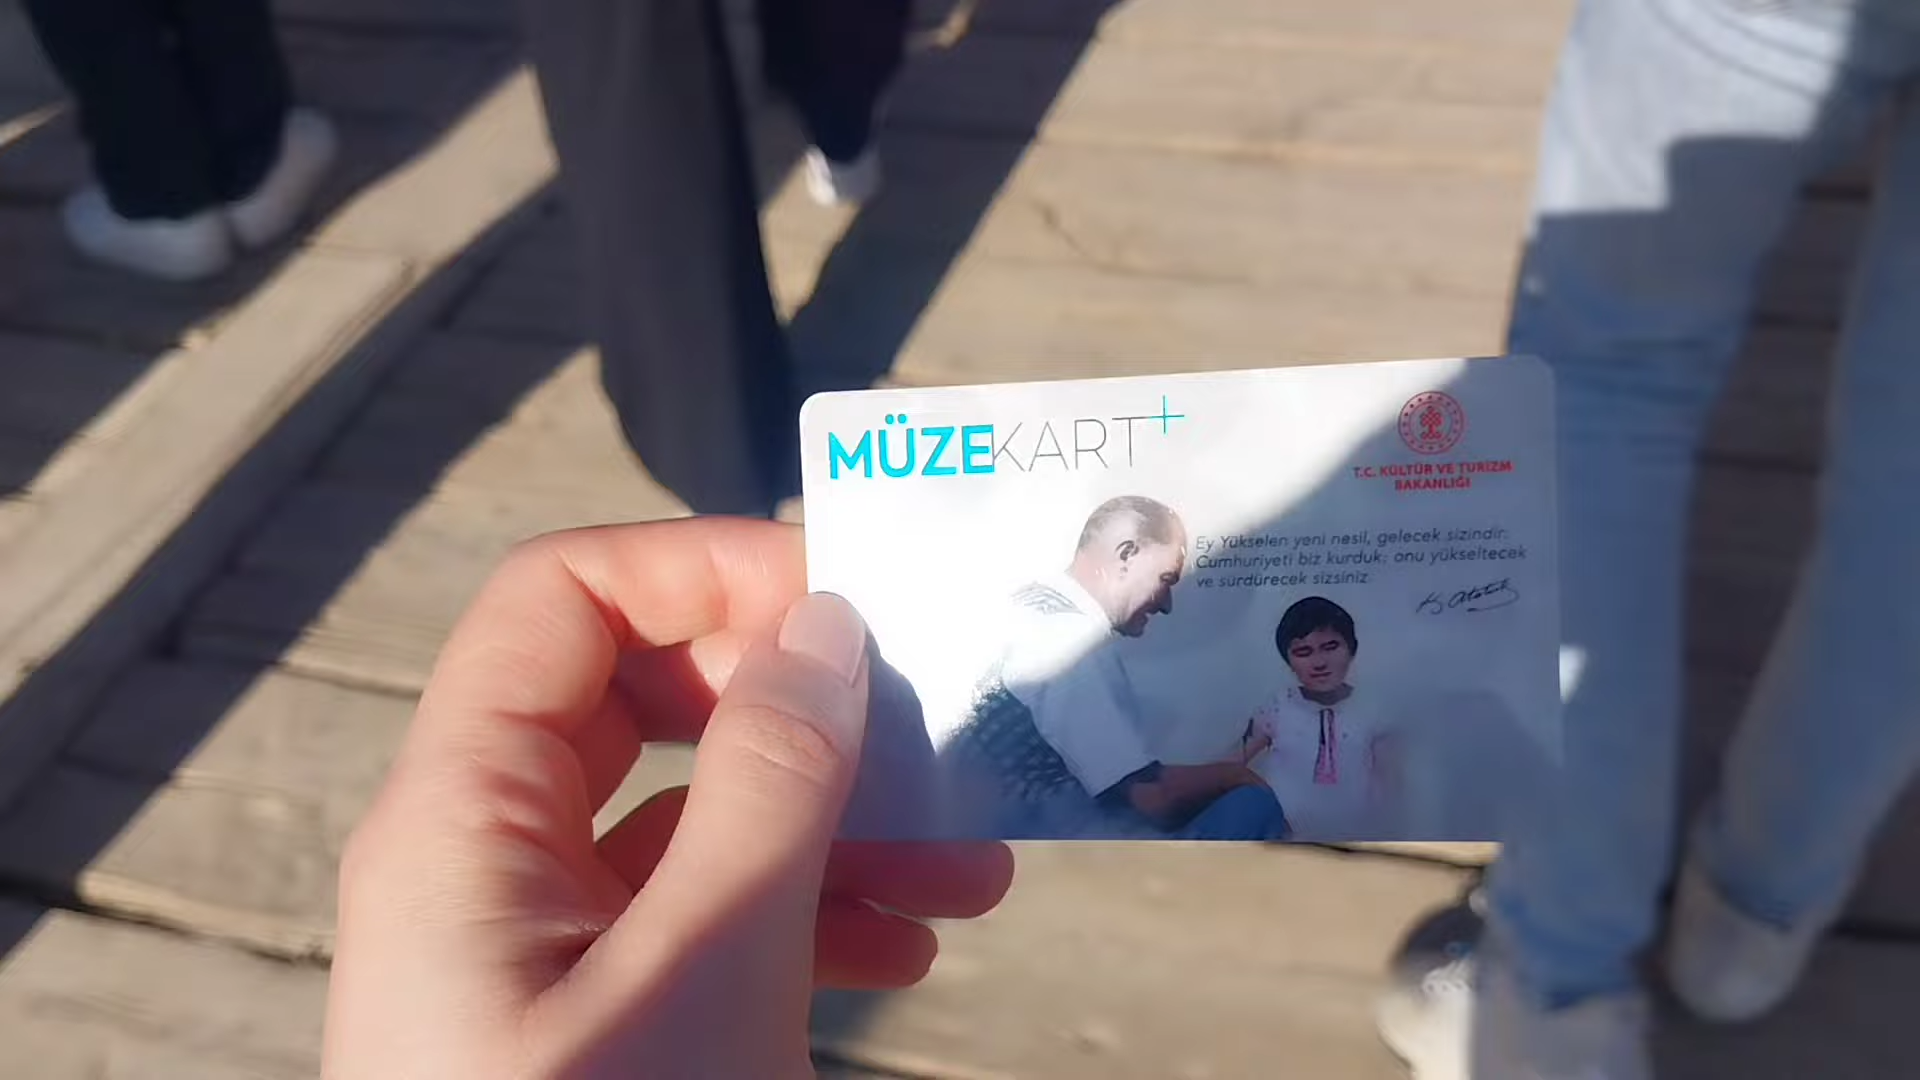 MÜZEKART+
T.C. KÜLTÜR VE TURİZM
BAKANLIĞI
Ey Yükselen yeni nesil, gelecek sizindir.
Cumhuriyeti biz kurduk; onu yükseltecek
ve sürdürecek sizsiniz.
K. Atatürk